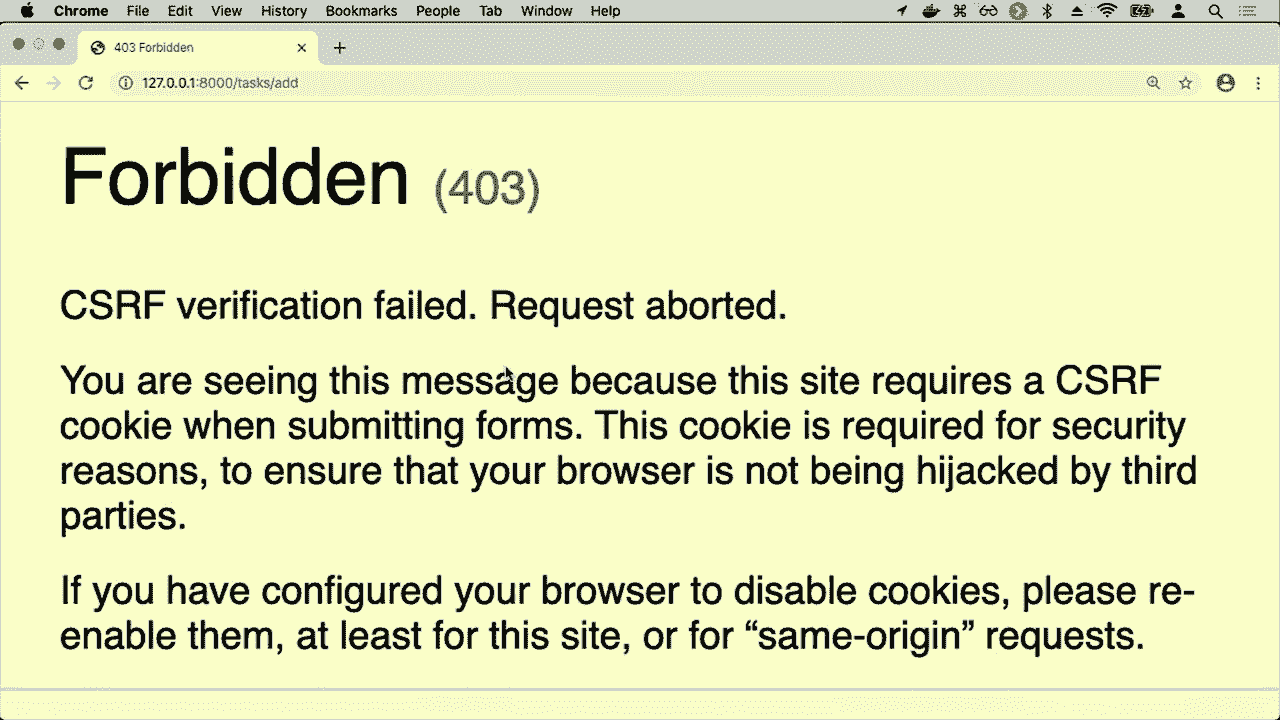 Chrome File Edit View History Bookmarks People Tab Window Help
403 Forbidden
127.0.0.1:8000/tasks/add
Forbidden (403)
CSRF verification failed. Request aborted.
You are seeing this message because this site requires a CSRF
cookie when submitting forms. This cookie is required for security
reasons, to ensure that your browser is not being hijacked by third
parties.
If you have configured your browser to disable cookies, please re-
enable them, at least for this site, or for “same-origin” requests.